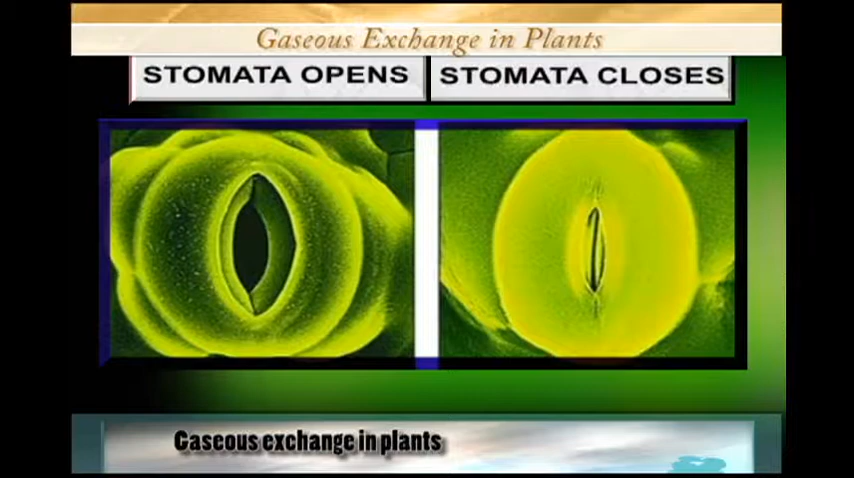 Gaseous Exchange in Plants
STOMATA OPENS
STOMATA CLOSES
Gaseous exchange in plants